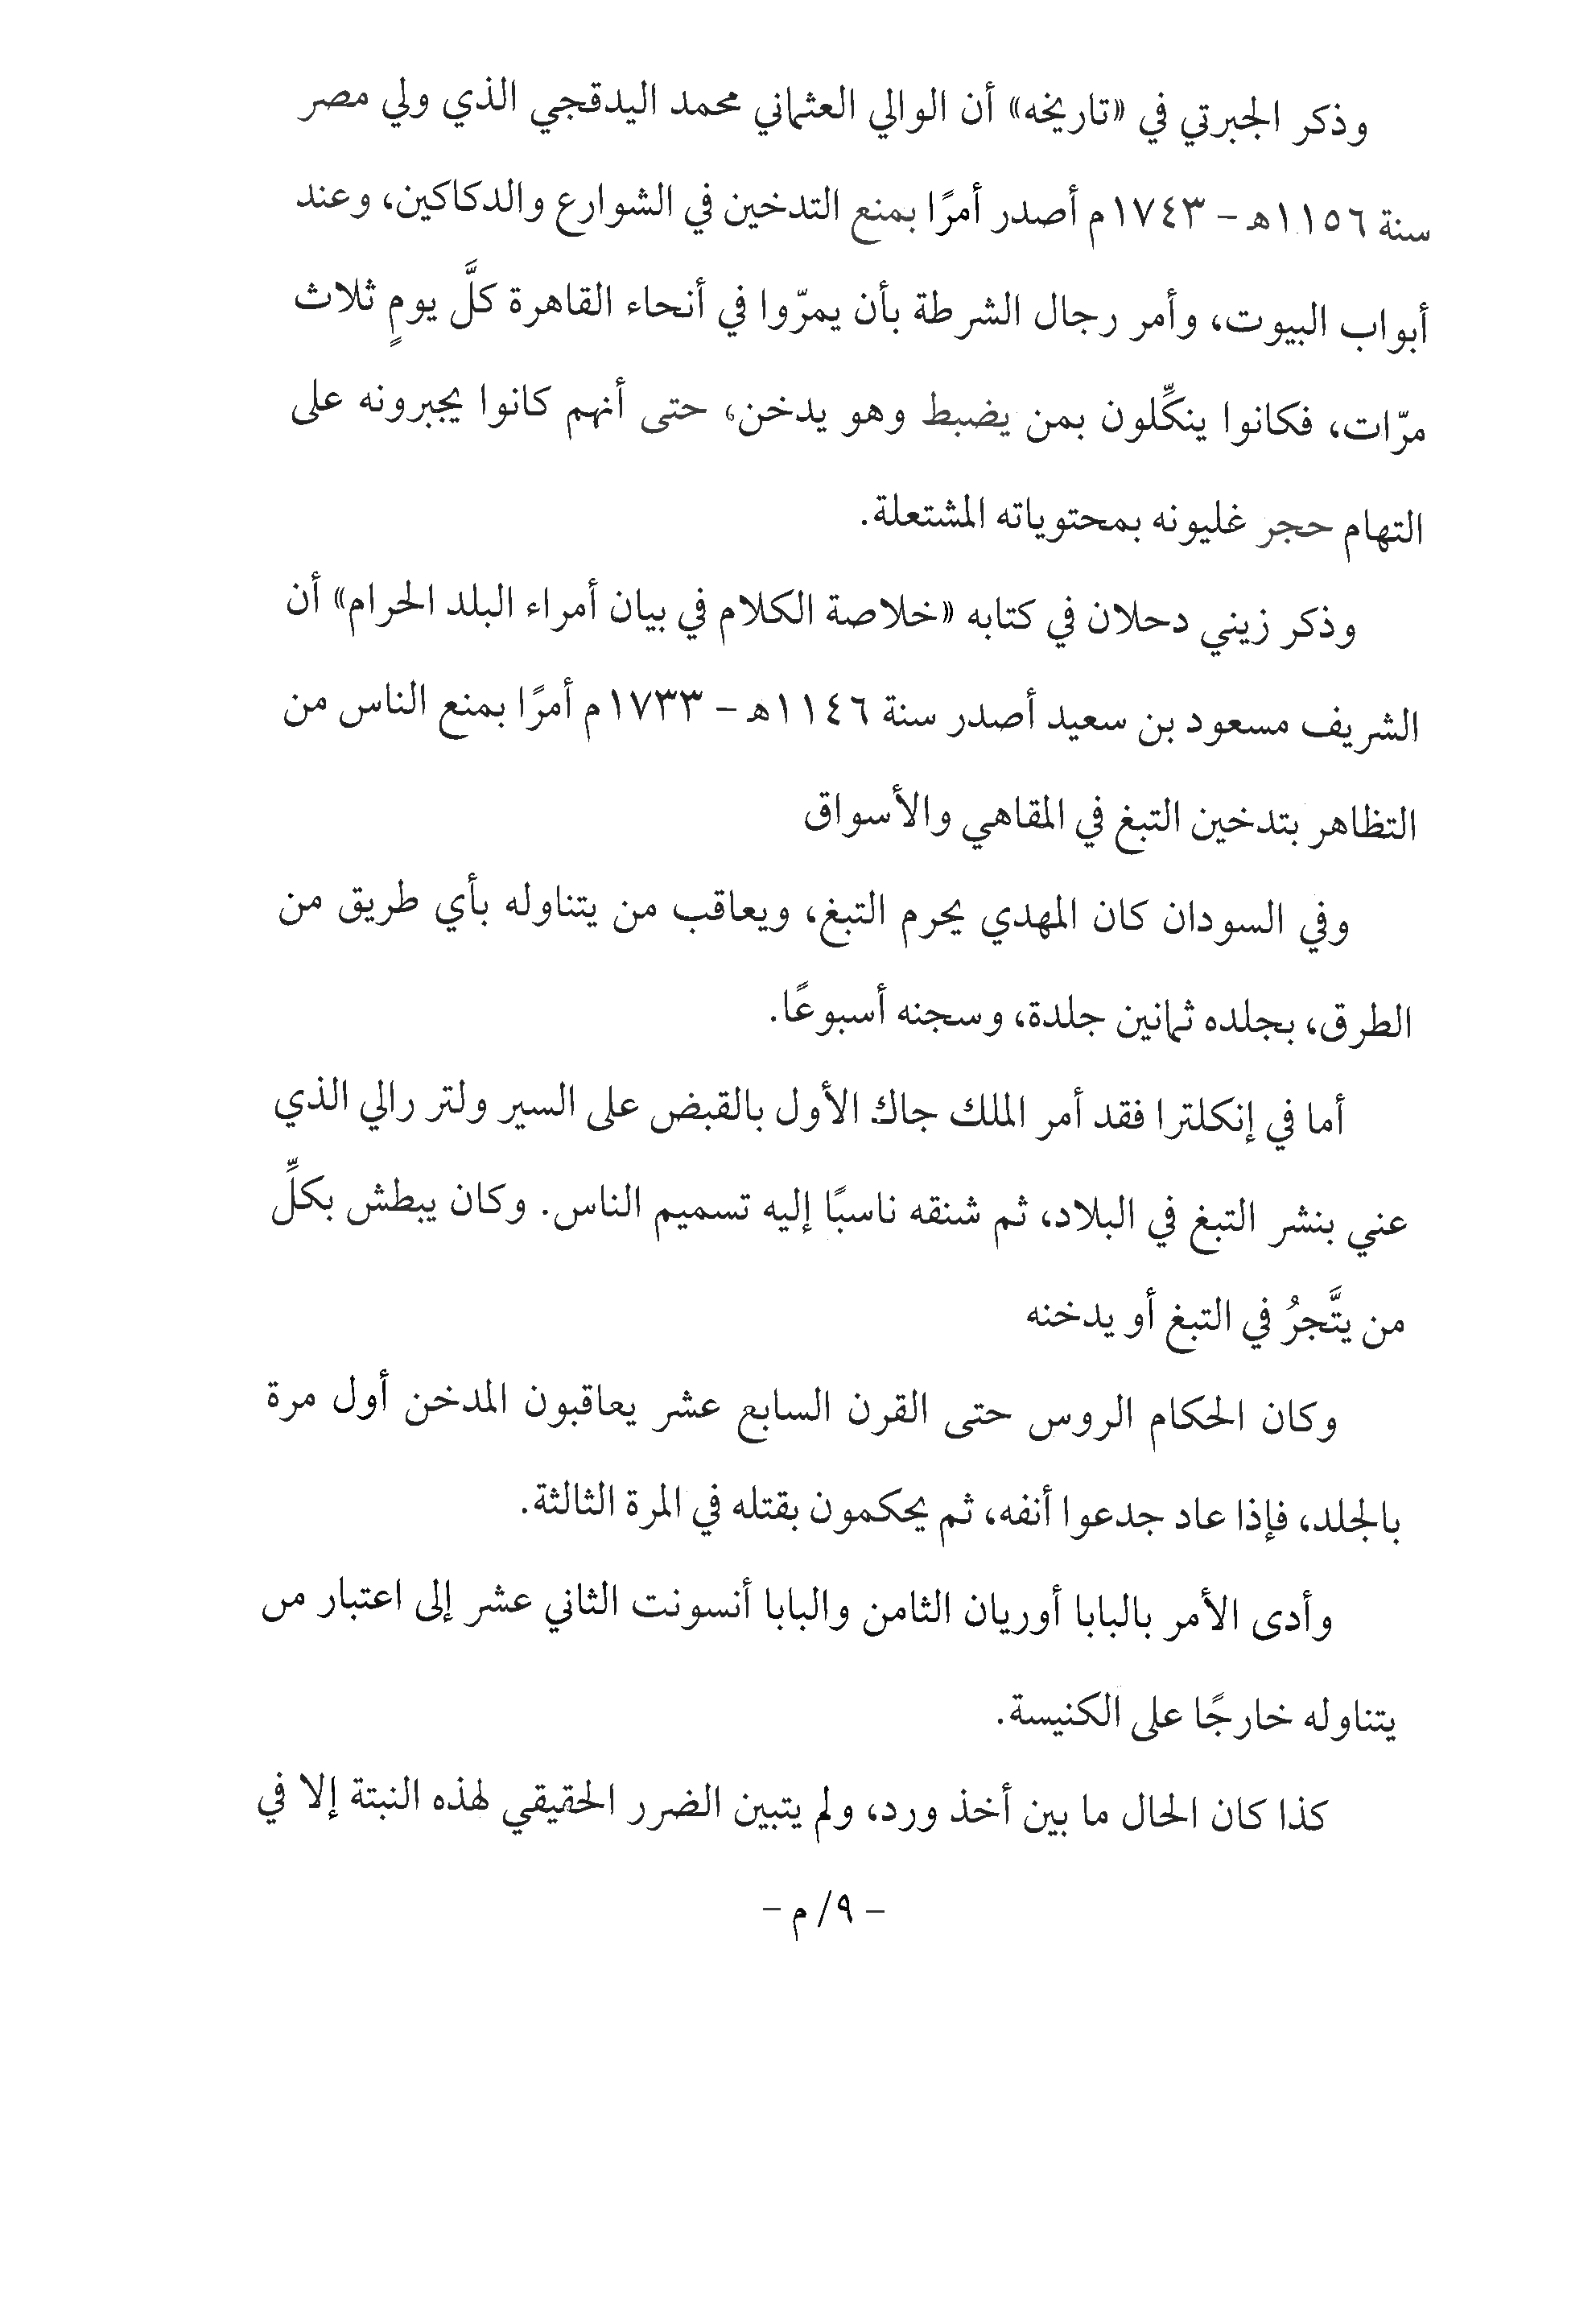 وذكر الجبرتي في «تاريخه» أن الوالي العثماني محمد اليدقجي الذي ولي مصر
سنة ١١٥٦هـ - ١٧٤٣م أصدر أمرًا بمنع التدخين في الشوارع والدكاكين، وعند
أبواب البيوت، وأمر رجال الشرطة بأن يمرّوا في أنحاء القاهرة كلَّ يومٍ ثلاث
مرّات، فكانوا ينكِّلون بمن يضبط وهو يدخن، حتى أنهم كانوا يجبرونه على
التهام حجر غليونه بمحتوياته المشتعلة.
وذكر زيني دحلان في كتابه «خلاصة الكلام في بيان أمراء البلد الحرام» أن
الشريف مسعود بن سعيد أصدر سنة ١١٤٦هـ - ١٧٣٣م أمرًا بمنع الناس من
التظاهر بتدخين التبغ في المقاهي والأسواق
وفي السودان كان المهدي يحرم التبغ، ويعاقب من يتناوله بأي طريق من
الطرق، بجلده ثمانين جلدة، وسجنه أسبوعًا.
أما في إنكلترا فقد أمر الملك جاك الأول بالقبض على السير ولتر رالي الذي
عني بنشر التبغ في البلاد، ثم شنقه ناسبًا إليه تسميم الناس. وكان يبطش بكلِّ
من يتَّجرُ في التبغ أو يدخنه
وكان الحكام الروس حتى القرن السابع عشر يعاقبون المدخن أول مرة
بالجلد، فإذا عاد جدعوا أنفه، ثم يحكمون بقتله في المرة الثالثة.
وأدى الأمر بالبابا أوريان الثامن والبابا أنسونت الثاني عشر إلى اعتبار من
يتناوله خارجًا على الكنيسة.
كذا كان الحال ما بين أخذ ورد، ولم يتبين الضرر الحقيقي لهذه النبتة إلا في
- ٩/ م -